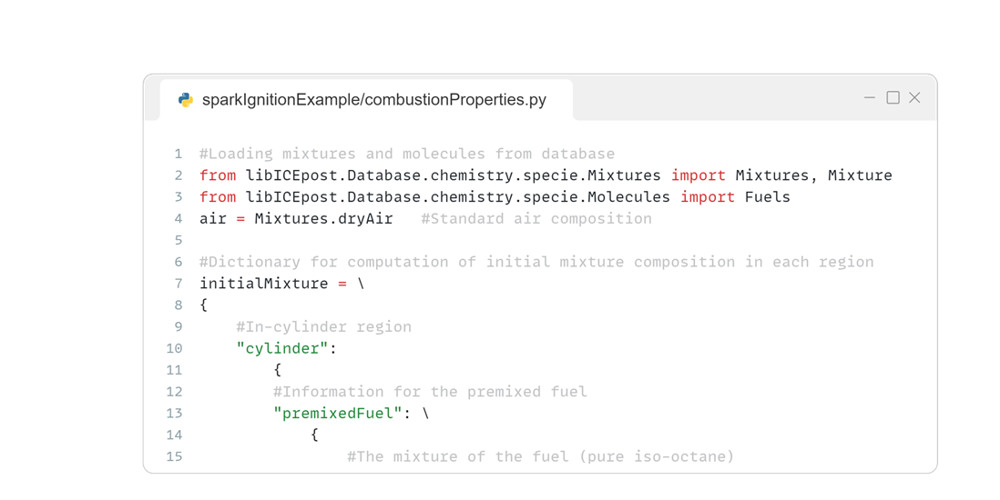 sparkIgnitionExample/combustionProperties.py
1 #Loading mixtures and molecules from database
2 from libICEpost.Database.chemistry.specie.Mixtures import Mixtures, Mixture
3 from libICEpost.Database.chemistry.specie.Molecules import Fuels
4 air = Mixtures.dryAir   #Standard air composition
5
6 #Dictionary for computation of initial mixture composition in each region
7 initialMixture = \
8 {
9     #In-cylinder region
10     "cylinder":
11         {
12         #Information for the premixed fuel
13         "premixedFuel": \
14             {
15                 #The mixture of the fuel (pure iso-octane)